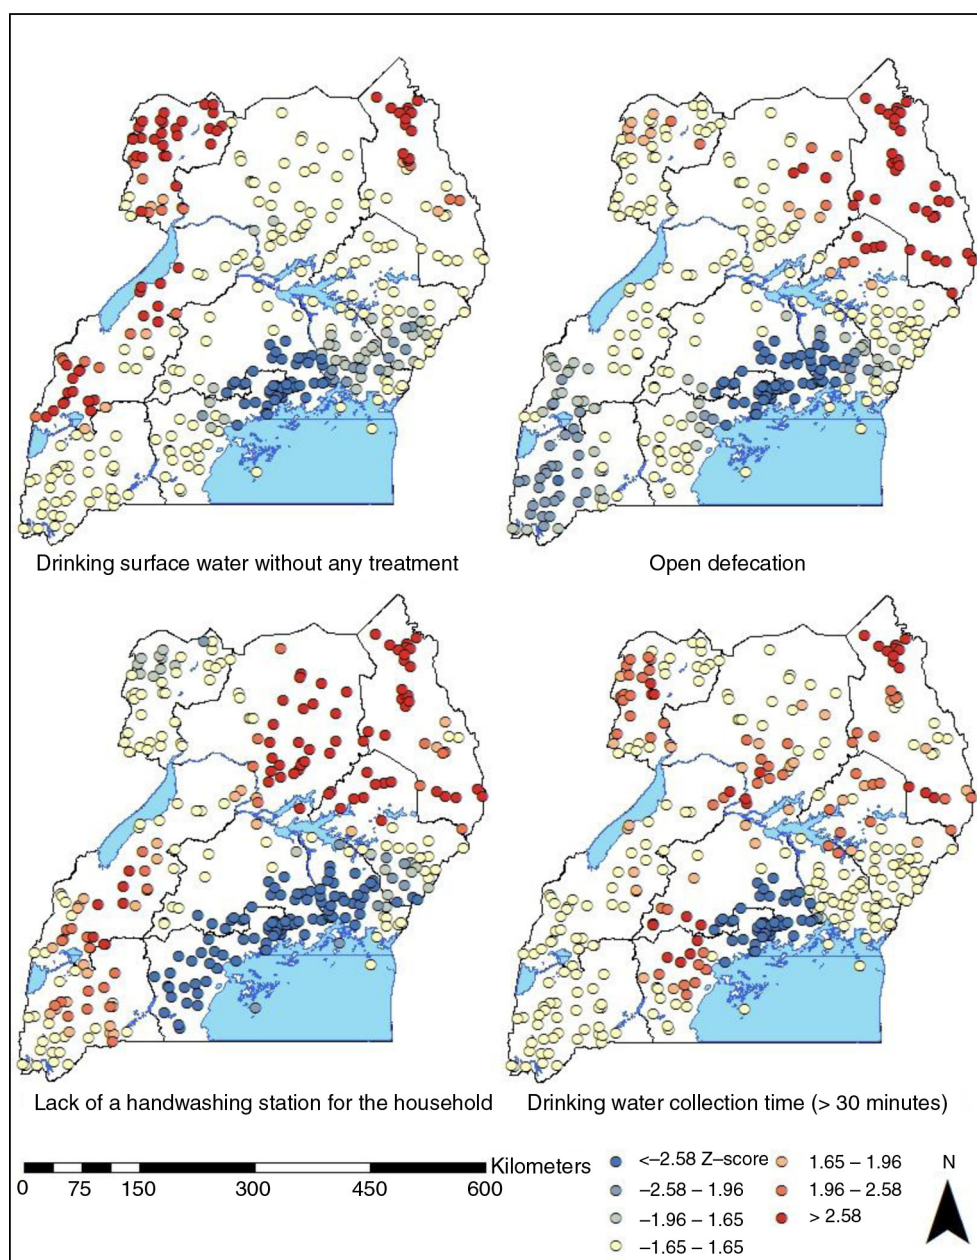 Drinking surface water without any treatment
Open defecation
Lack of a handwashing station for the household
Drinking water collection time (> 30 minutes)
Kilometers
0 75 150 300 450 600
<–2.58 Z–score
–2.58 – 1.96
–1.96 – 1.65
–1.65 – 1.65
1.65 – 1.96
1.96 – 2.58
> 2.58
N